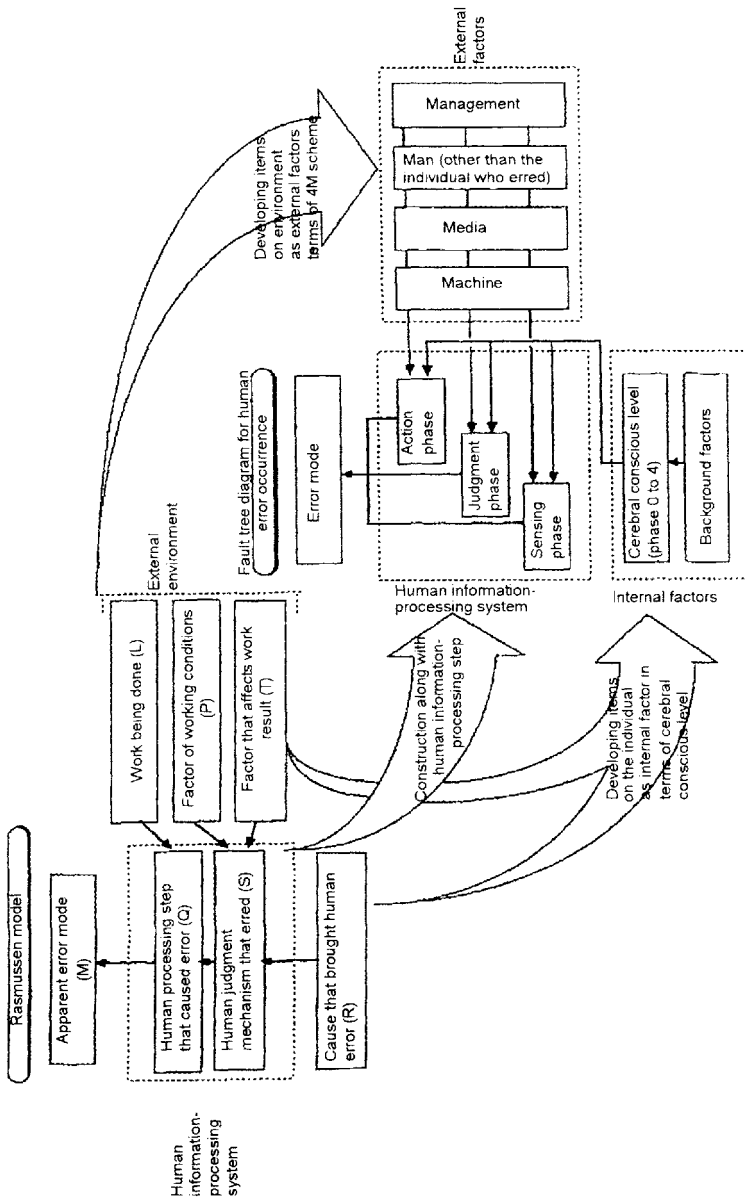 Rasmussen model
Apparent error mode
(M)
Human
information-
processing
system
Human processing step
that caused error (Q)
Human judgment
mechanism that erred (S)
Cause that brought human
error (R)
Work being done (L)
Factor of working conditions
(P)
Factor that affects work
result (T)
External
environment
Developing items
on environment
as external factors
terms of 4M scheme
Construction along with
human information-
processing step
Developing items
on the individual
as internal factor in
terms of cerebral
conscious level
Fault tree diagram for human
error occurrence
Error mode
Action
phase
Judgment
phase
Sensing
phase
Human information-
processing system
Management
Man (other than the
individual who erred)
Media
Machine
External
factors
Cerebral conscious level
(phase 0 to 4)
Background factors
Internal factors